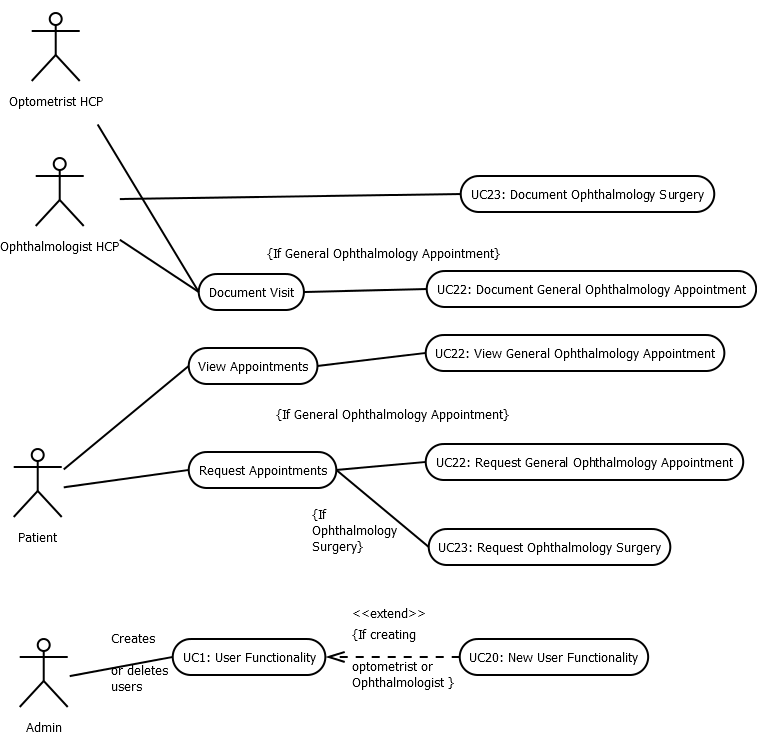 Optometrist HCP
UC23: Document Ophthalmology Surgery
Ophthalmologist HCP
{If General Ophthalmology Appointment}
Document Visit
UC22: Document General Ophthalmology Appointment
View Appointments
UC22: View General Ophthalmology Appointment
{If General Ophthalmology Appointment}
Request Appointments
UC22: Request General Ophthalmology Appointment
{If
Ophthalmology
Surgery}
Patient
UC23: Request Ophthalmology Surgery
<<extend>>
{If creating
optometrist or
Ophthalmologist }
Creates
or deletes
users
UC1: User Functionality
UC20: New User Functionality
Admin